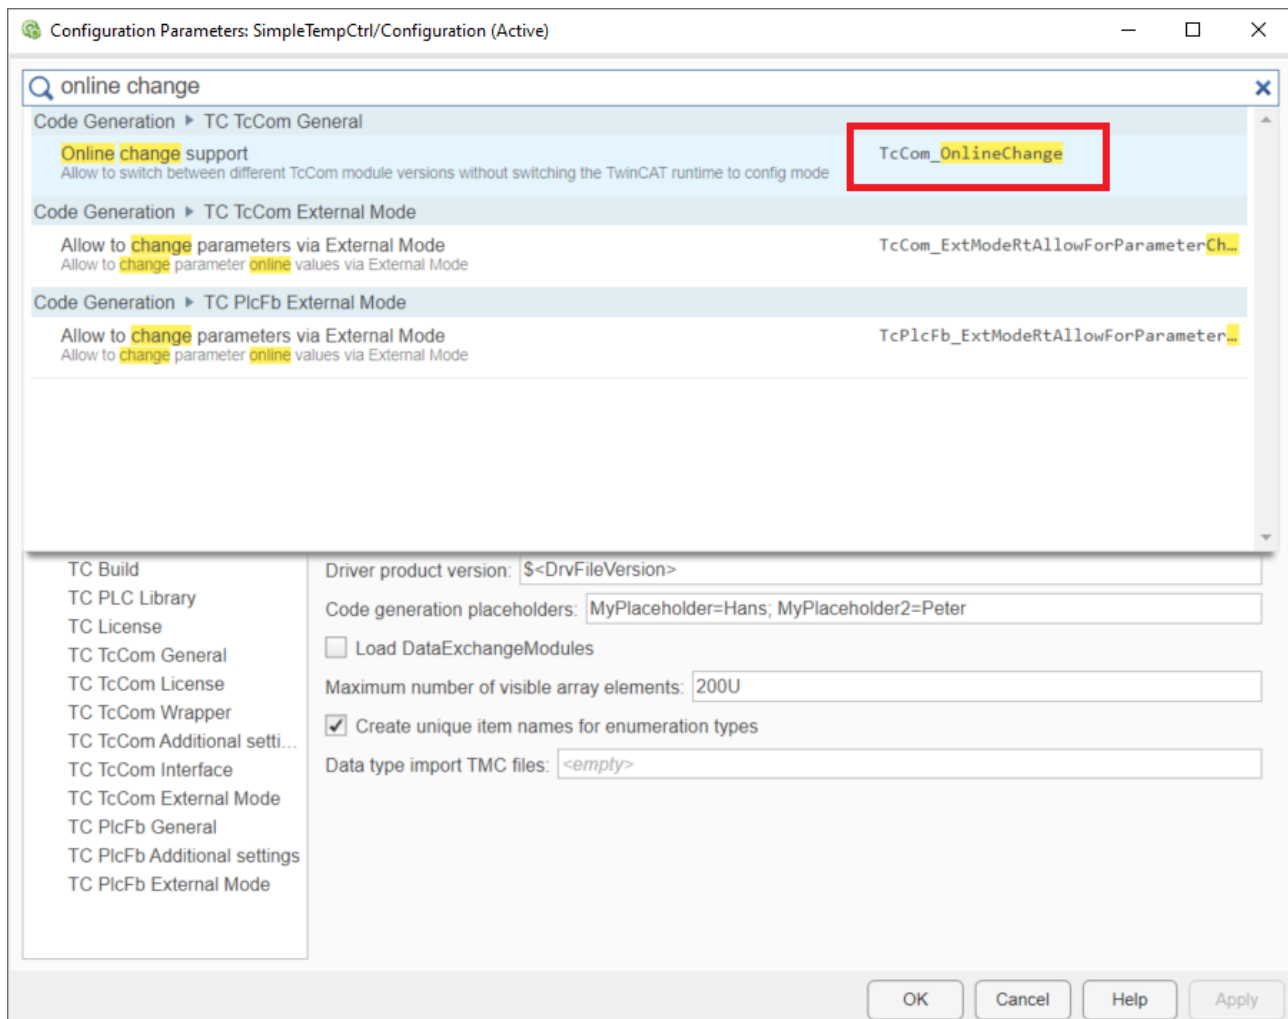 Configuration Parameters: SimpleTempCtrl/Configuration (Active)
online change
Code Generation ▶ TC TcCom General
Online change support TcCom_OnlineChange
Allow to switch between different TcCom module versions without switching the TwinCAT runtime to config mode
Code Generation ▶ TC TcCom External Mode
Allow to change parameters via External Mode TcCom_ExtModeRtAllowForParameterCh…
Allow to change parameter online values via External Mode
Code Generation ▶ TC PlcFb External Mode
Allow to change parameters via External Mode TcPlcFb_ExtModeRtAllowForParameter…
Allow to change parameter online values via External Mode
TC Build
TC PLC Library
TC License
TC TcCom General
TC TcCom License
TC TcCom Wrapper
TC TcCom Additional setti...
TC TcCom Interface
TC TcCom External Mode
TC PlcFb General
TC PlcFb Additional settings
TC PlcFb External Mode
Driver product version: $<DrvFileVersion>
Code generation placeholders: MyPlaceholder=Hans; MyPlaceholder2=Peter
Load DataExchangeModules
Maximum number of visible array elements: 200U
Create unique item names for enumeration types
Data type import TMC files: <empty>
OK Cancel Help Apply